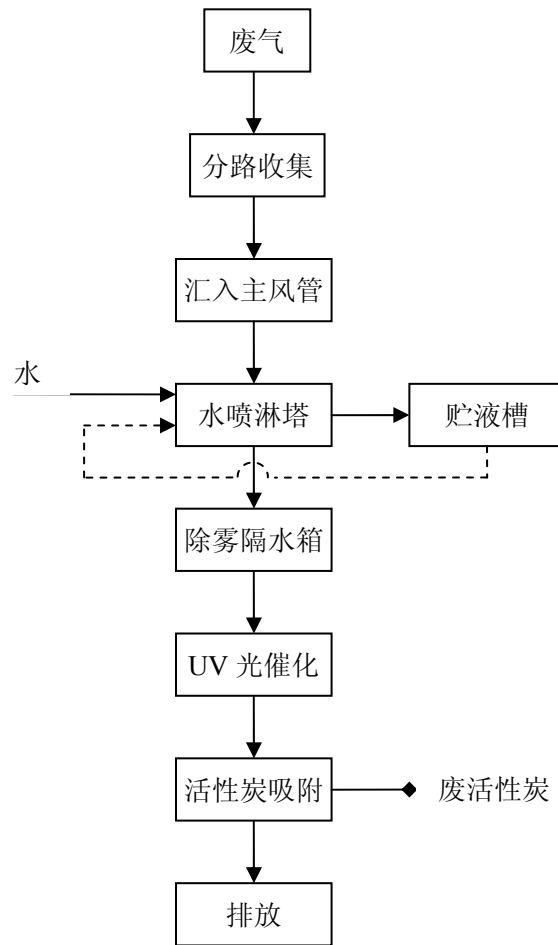 废气
分路收集
汇入主风管
水
水喷淋塔
贮液槽
除雾隔水箱
UV 光催化
活性炭吸附
废活性炭
排放